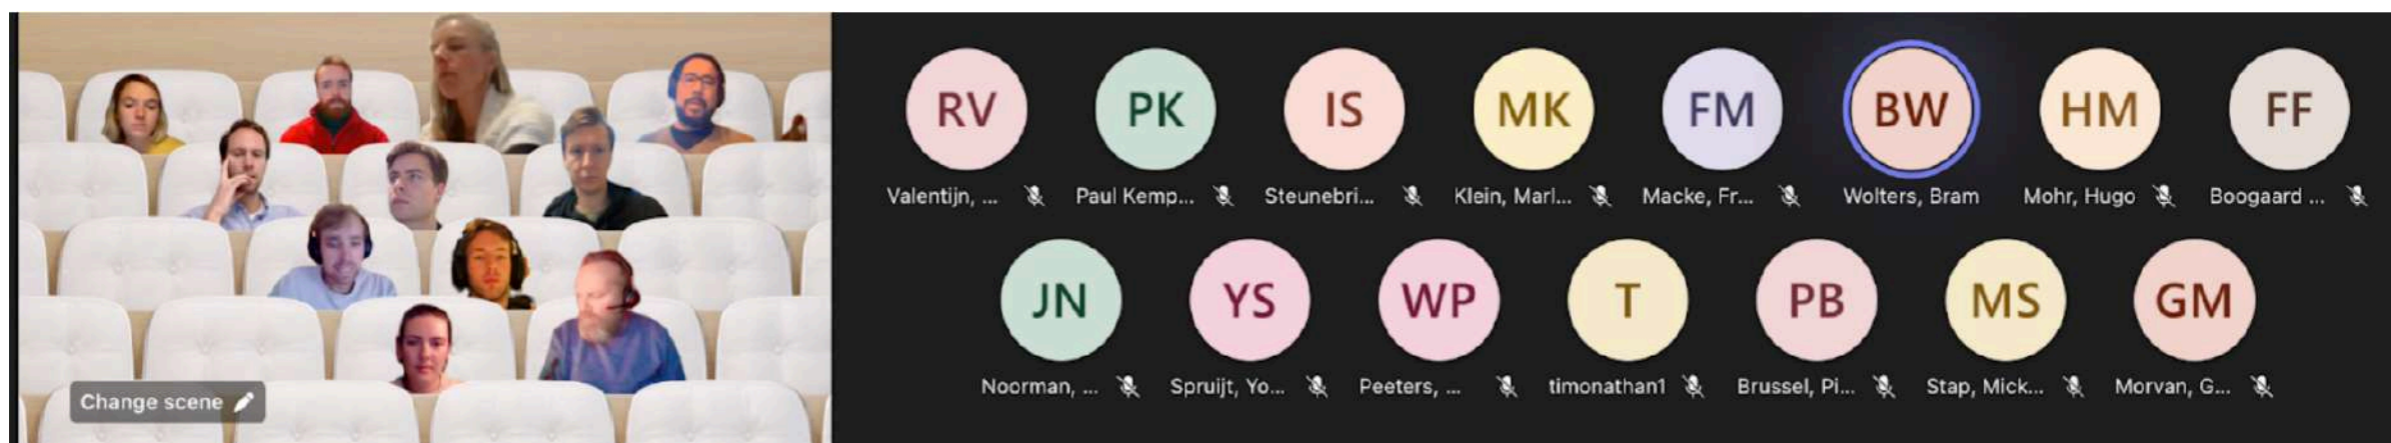 RV PK IS MK FM BW HM FF
Valentijn, ... Paul Kemp... Steunebri... Klein, Marl... Macke, Fr... Wolters, Bram Mohr, Hugo Boogaard ...
JN YS WP T PB MS GM
Noorman, ... Spruijt, Yo... Peeters, ... timonathan1 Brussel, Pi... Stap, Mick... Morvan, G...
Change scene